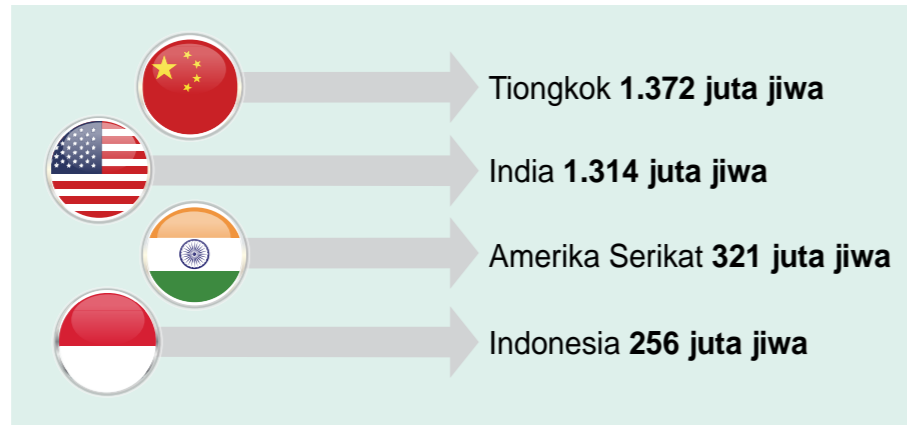 Tiongkok 1.372 juta jiwa
India 1.314 juta jiwa
Amerika Serikat 321 juta jiwa
Indonesia 256 juta jiwa